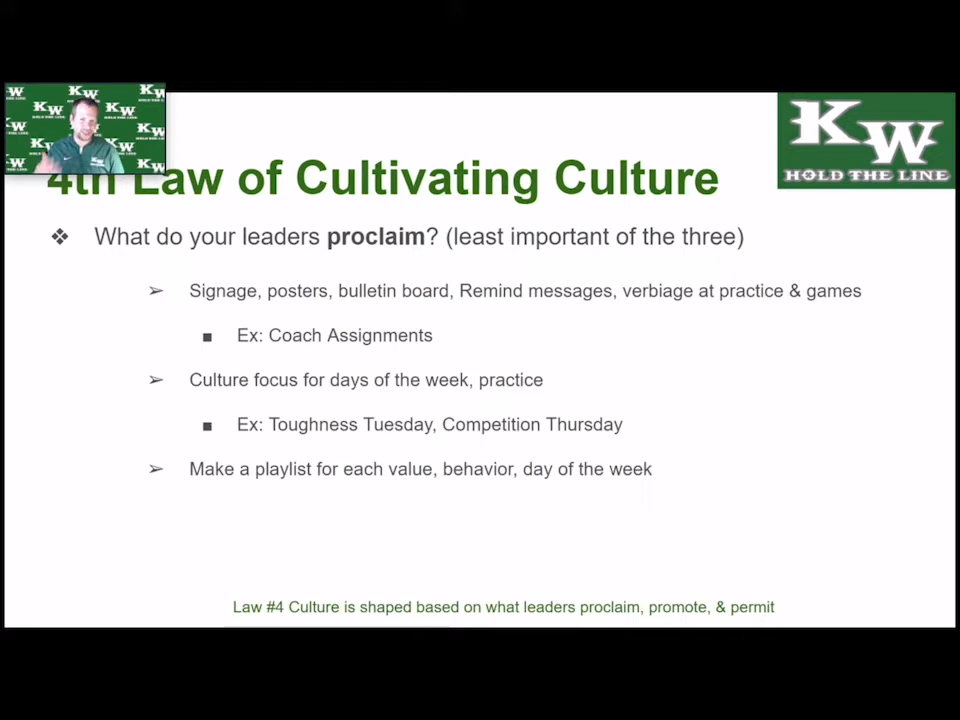 KW
HOLD THE LINE
4th Law of Cultivating Culture
❖ What do your leaders proclaim? (least important of the three)
➢ Signage, posters, bulletin board, Remind messages, verbiage at practice & games
■ Ex: Coach Assignments
➢ Culture focus for days of the week, practice
■ Ex: Toughness Tuesday, Competition Thursday
➢ Make a playlist for each value, behavior, day of the week
Law #4 Culture is shaped based on what leaders proclaim, promote, & permit